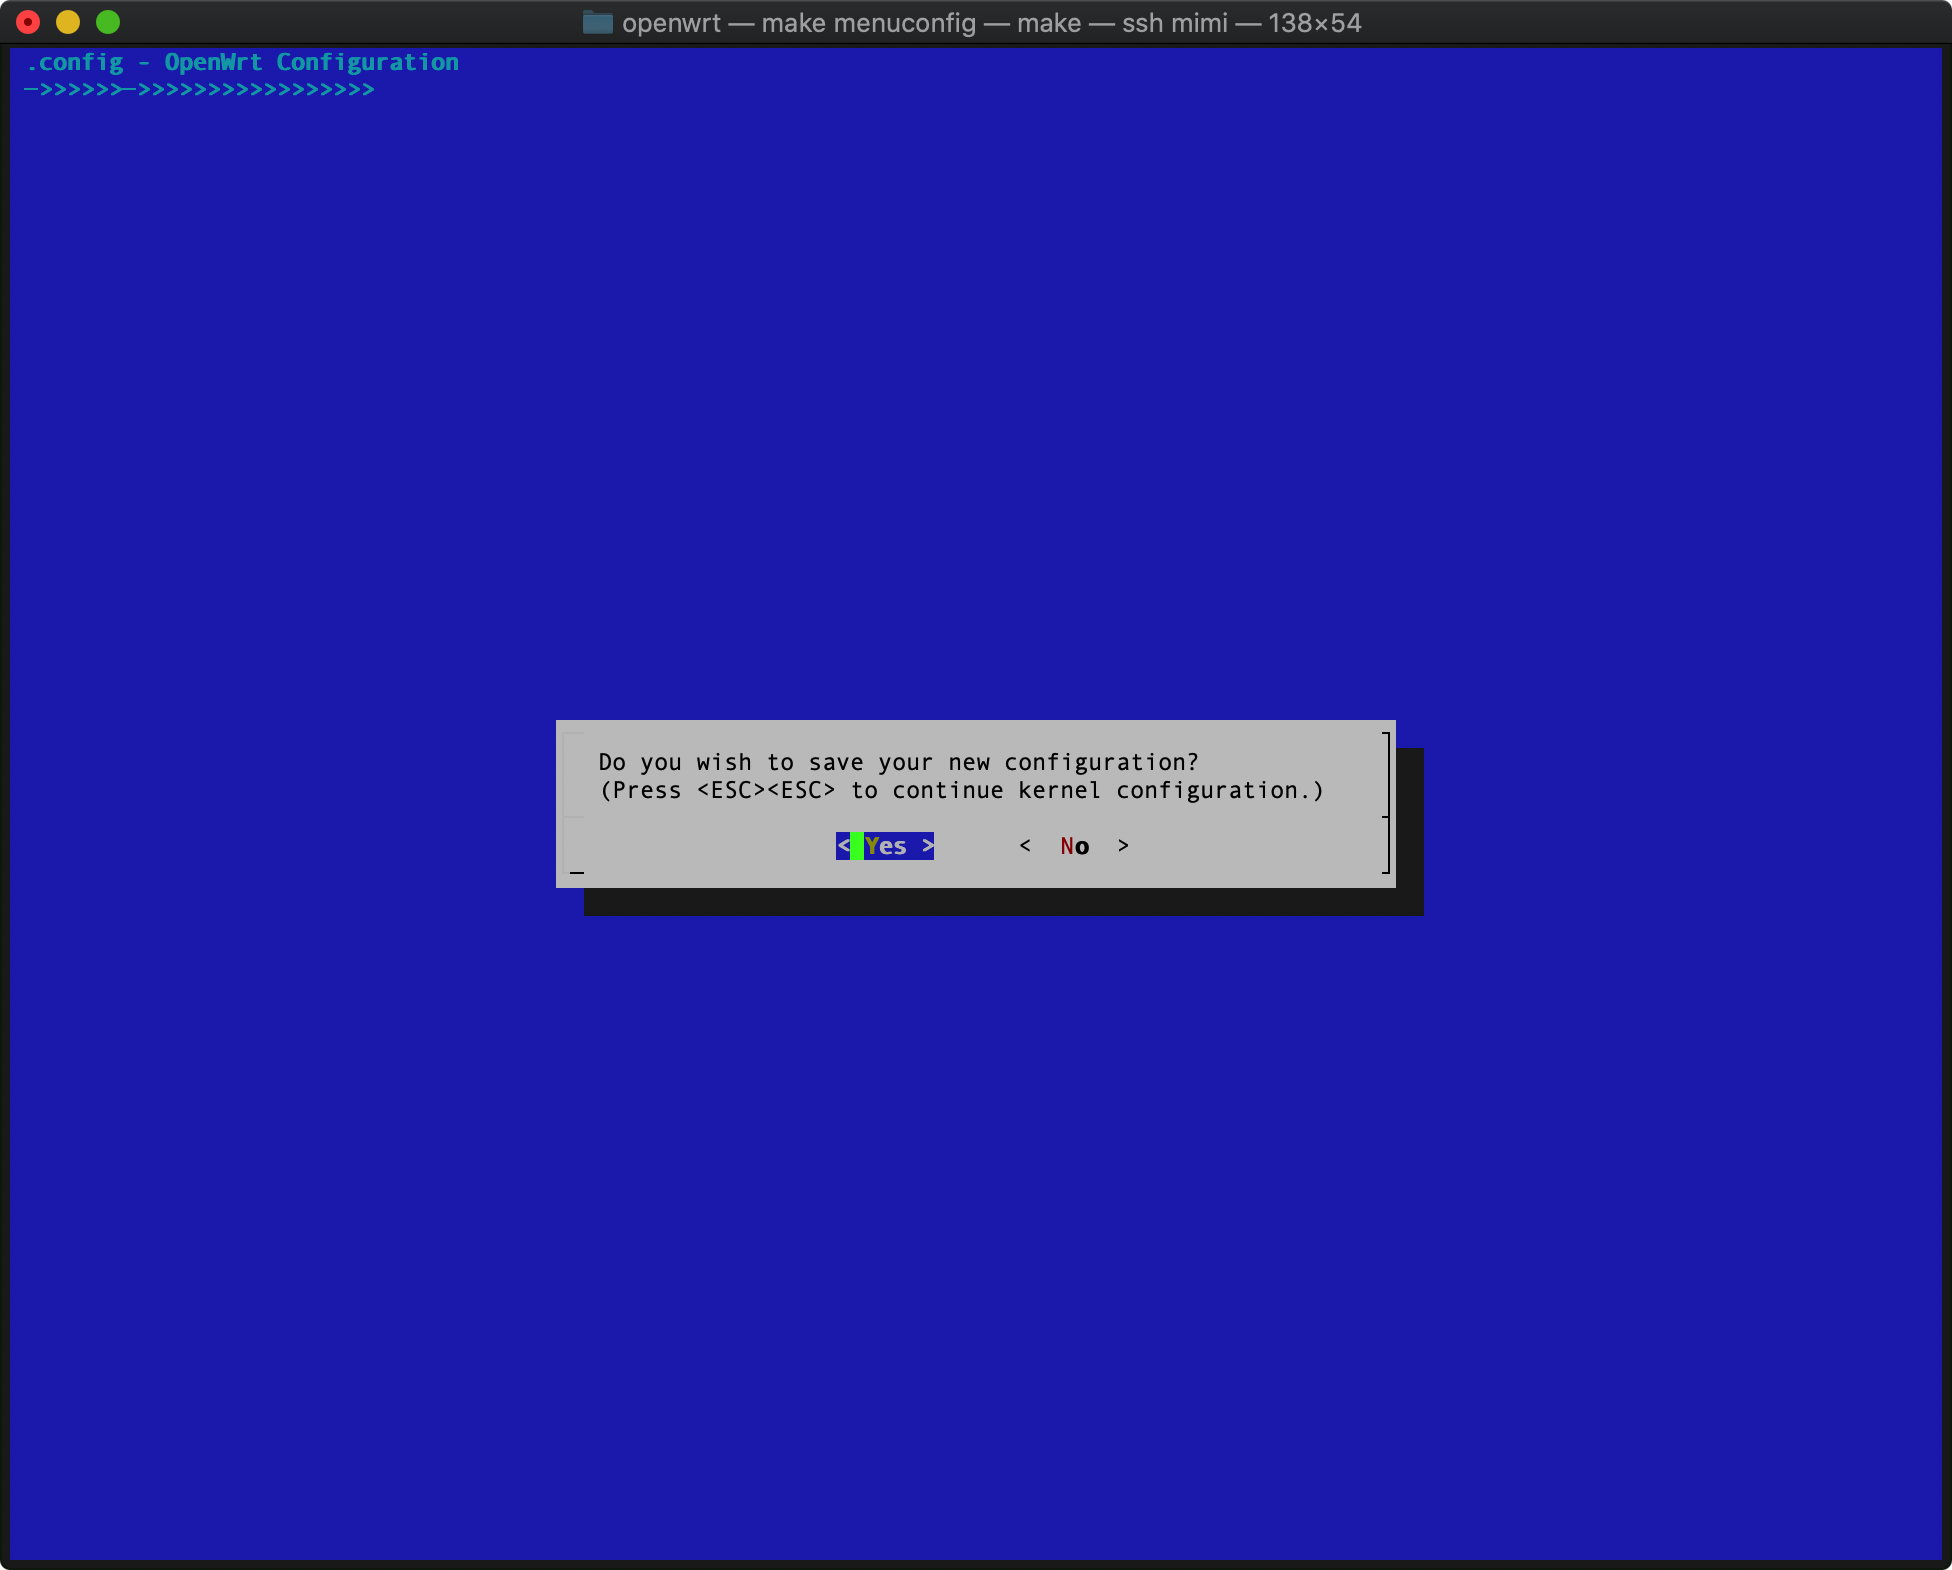 openwrt — make menuconfig — make — ssh mimi — 138×54
.config - OpenWrt Configuration
─>>>>>>─>>>>>>>>>>>>>>>>>
Do you wish to save your new configuration?
(Press <ESC><ESC> to continue kernel configuration.)
< Yes > < No >